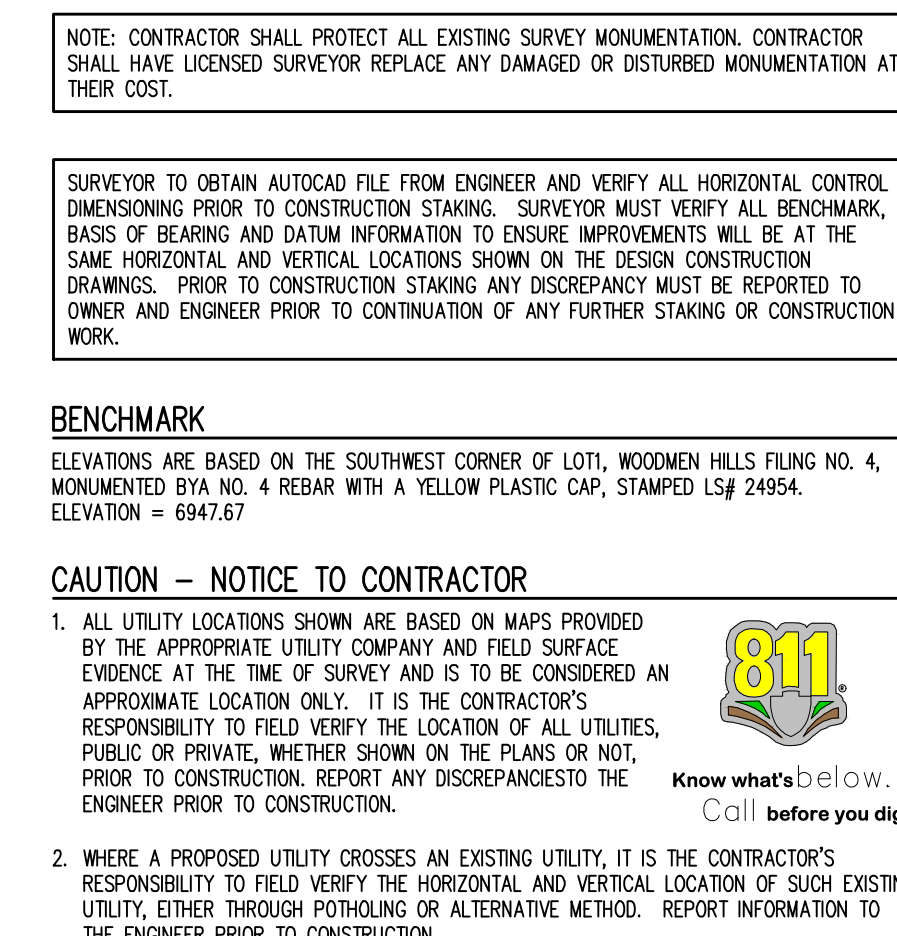 NOTE: CONTRACTOR SHALL PROTECT ALL EXISTING SURVEY MONUMENTATION. CONTRACTOR
SHALL HAVE LICENSED SURVEYOR REPLACE ANY DAMAGED OR DISTURBED MONUMENTATION AT
THEIR COST.
SURVEYOR TO OBTAIN AUTOCAD FILE FROM ENGINEER AND VERIFY ALL HORIZONTAL CONTROL
DIMENSIONING PRIOR TO CONSTRUCTION STAKING.  SURVEYOR MUST VERIFY ALL BENCHMARK,
BASIS OF BEARING AND DATUM INFORMATION TO ENSURE IMPROVEMENTS WILL BE AT THE
SAME HORIZONTAL AND VERTICAL LOCATIONS SHOWN ON THE DESIGN CONSTRUCTION
DRAWINGS.  PRIOR TO CONSTRUCTION STAKING ANY DISCREPANCY MUST BE REPORTED TO
OWNER AND ENGINEER PRIOR TO CONTINUATION OF ANY FURTHER STAKING OR CONSTRUCTION
WORK.
BENCHMARK
ELEVATIONS ARE BASED ON THE SOUTHWEST CORNER OF LOT1, WOODMEN HILLS FILING NO. 4,
MONUMENTED BYA NO. 4 REBAR WITH A YELLOW PLASTIC CAP, STAMPED LS# 24954.
ELEVATION = 6947.67
CAUTION – NOTICE TO CONTRACTOR
1. ALL UTILITY LOCATIONS SHOWN ARE BASED ON MAPS PROVIDED
BY THE APPROPRIATE UTILITY COMPANY AND FIELD SURFACE
EVIDENCE AT THE TIME OF SURVEY AND IS TO BE CONSIDERED AN
APPROXIMATE LOCATION ONLY.  IT IS THE CONTRACTOR'S
RESPONSIBILITY TO FIELD VERIFY THE LOCATION OF ALL UTILITIES,
PUBLIC OR PRIVATE, WHETHER SHOWN ON THE PLANS OR NOT,
PRIOR TO CONSTRUCTION. REPORT ANY DISCREPANCIESTO THE
ENGINEER PRIOR TO CONSTRUCTION.
811®
Know what's below.
Call before you dig
2. WHERE A PROPOSED UTILITY CROSSES AN EXISTING UTILITY, IT IS THE CONTRACTOR'S
RESPONSIBILITY TO FIELD VERIFY THE HORIZONTAL AND VERTICAL LOCATION OF SUCH EXISTIN
UTILITY, EITHER THROUGH POTHOLING OR ALTERNATIVE METHOD.  REPORT INFORMATION TO
THE ENGINEER PRIOR TO CONSTRUCTION